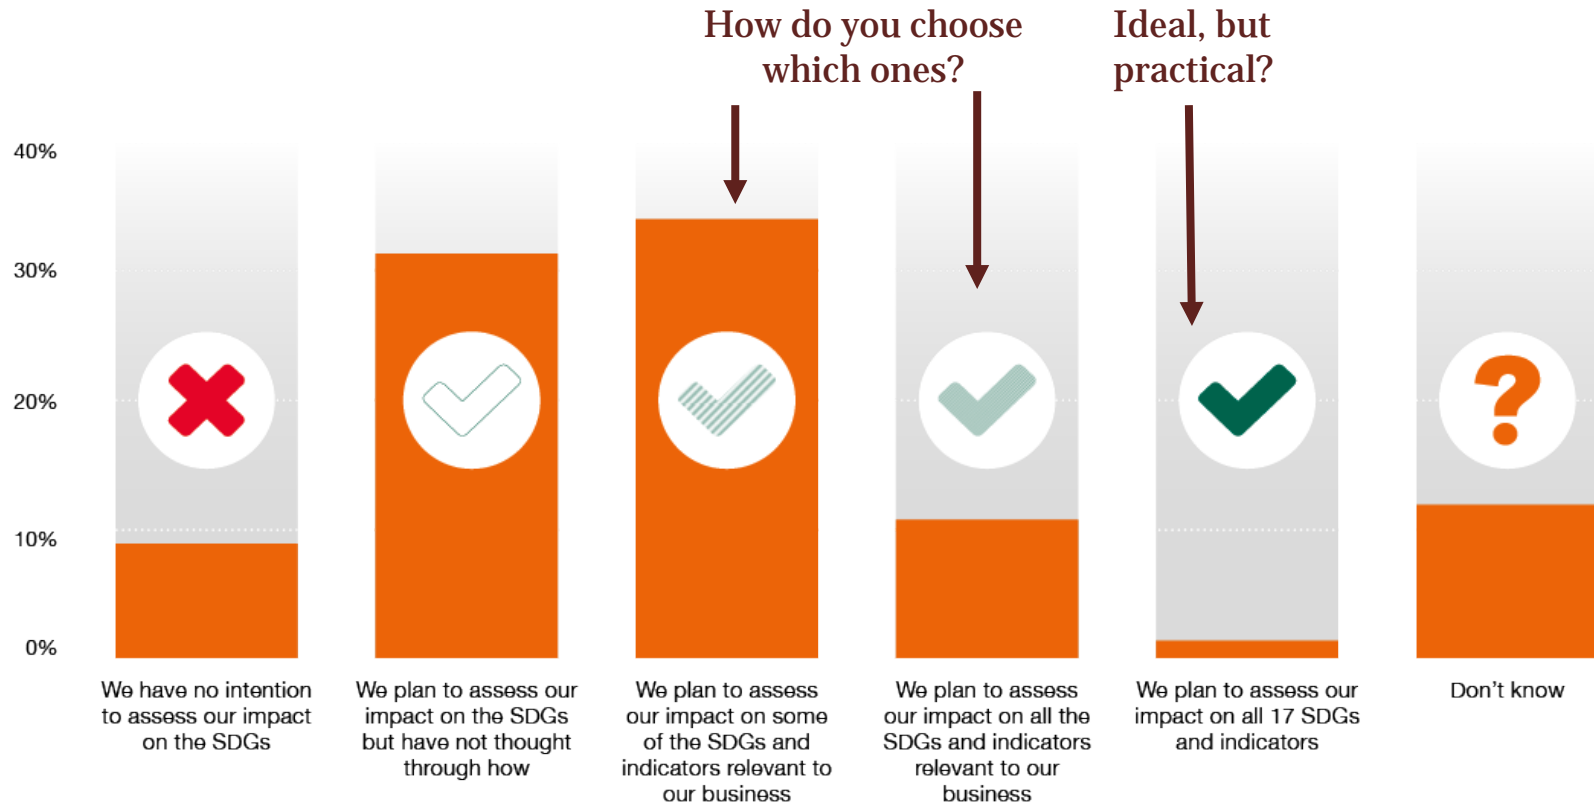 How do you choose
which ones?
Ideal, but
practical?
40%
30%
20%
10%
0%
We have no intention
to assess our impact
on the SDGs
We plan to assess our
impact on the SDGs
but have not thought
through how
We plan to assess
our impact on some
of the SDGs and
indicators relevant to
our business
We plan to assess
our impact on all the
SDGs and indicators
relevant to our
business
We plan to assess our
impact on all 17 SDGs
and indicators
Don't know